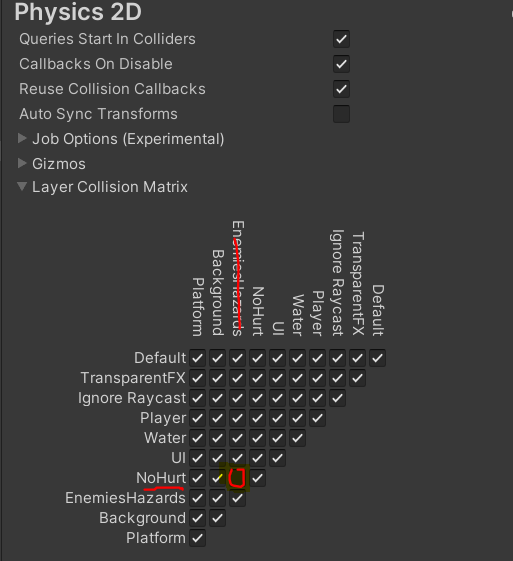 Physics 2D
Queries Start In Colliders
Callbacks On Disable
Reuse Collision Callbacks
Auto Sync Transforms
Job Options (Experimental)
Gizmos
Layer Collision Matrix
Platform
Background
EnemiesHazards
NoHurt
UI
Water
Player
Ignore Raycast
TransparentFX
Default
Default
TransparentFX
Ignore Raycast
Player
Water
UI
NoHurt
EnemiesHazards
Background
Platform